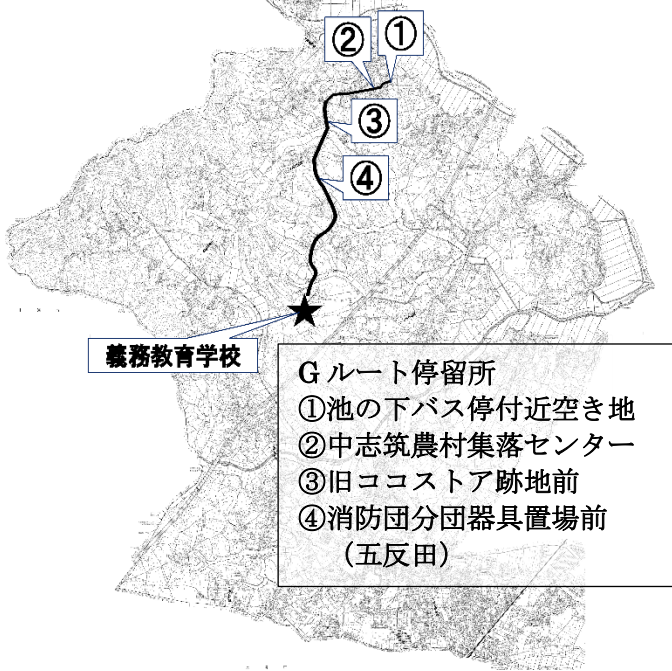 ②
①
③
④
義務教育学校
G ルート停留所
①池の下バス停付近空き地
②中志筑農村集落センター
③旧ココストア跡地前
④消防団分団器具置場前
（五反田）